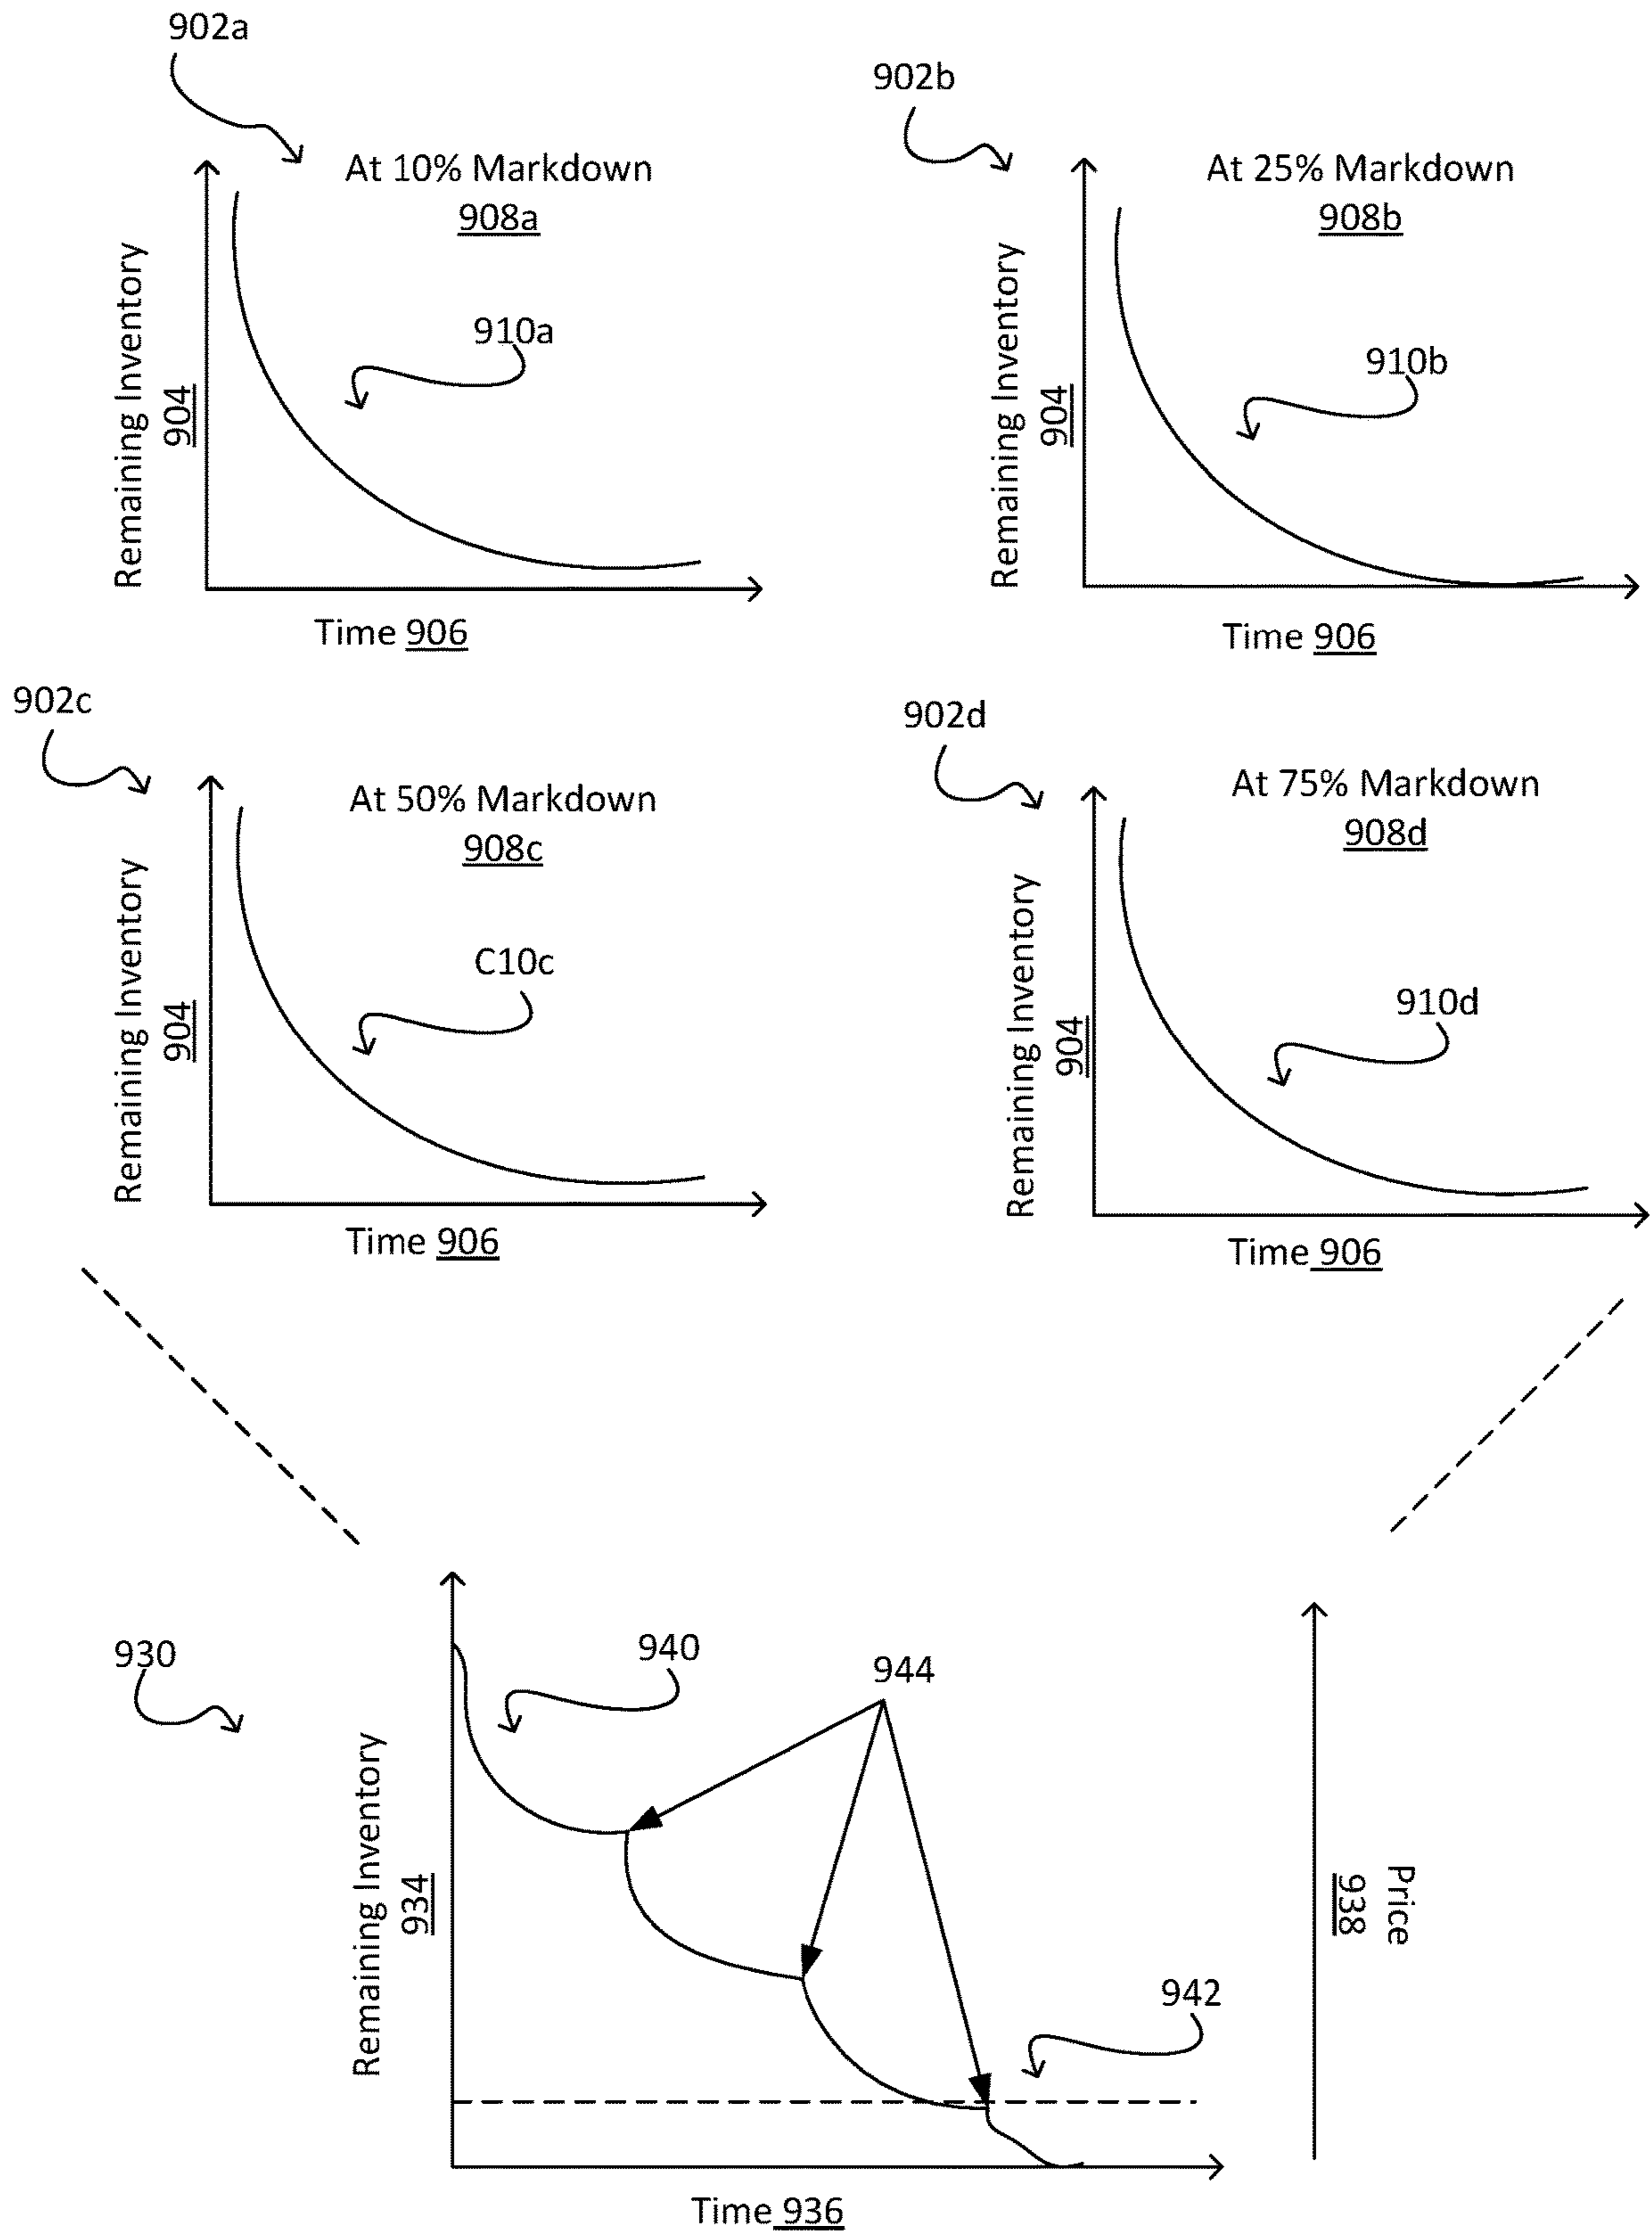 902a
At 10% Markdown
908a
Remaining Inventory
904
910a
Time 906
902b
At 25% Markdown
908b
Remaining Inventory
904
910b
Time 906
902c
At 50% Markdown
908c
Remaining Inventory
904
C10c
Time 906
902d
At 75% Markdown
908d
Remaining Inventory
904
910d
Time 906
930
940
944
Remaining Inventory
934
942
Price
938
Time 936